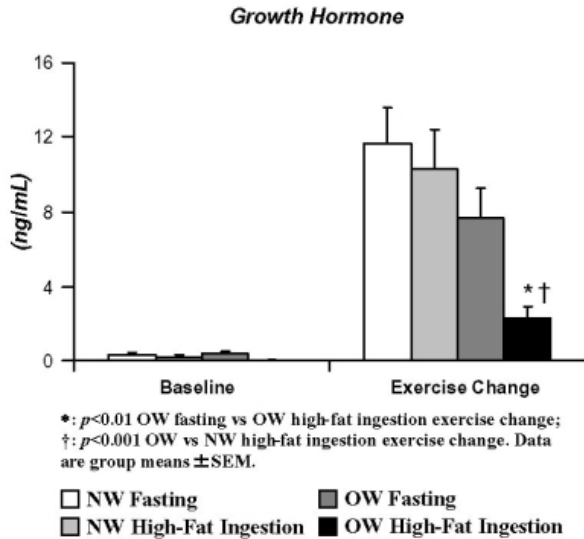 Growth Hormone
16
12
8
4
0
(ng/mL)
* †
Baseline Exercise Change
*: p<0.01 OW fasting vs OW high-fat ingestion exercise change;
†: p<0.001 OW vs NW high-fat ingestion exercise change. Data
are group means ±SEM.
NW Fasting OW Fasting
NW High-Fat Ingestion OW High-Fat Ingestion